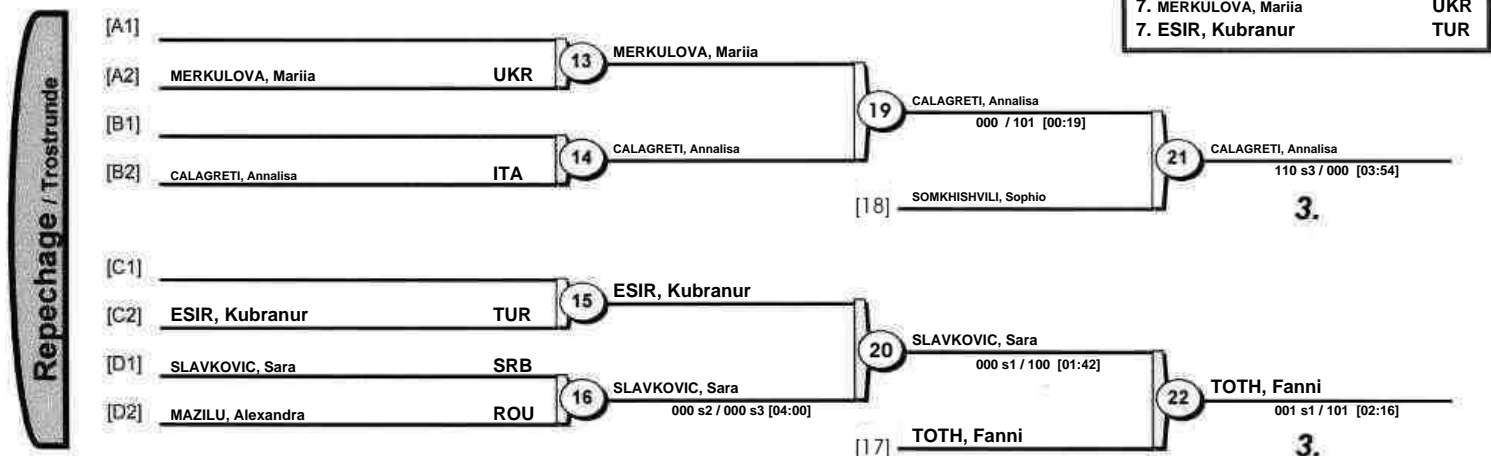 7. MERKULOVA, Mariia UKR
7. ESIR, Kubranur TUR
Repechage / Trostrunde
[A1]
[A2] MERKULOVA, Mariia UKR
13 MERKULOVA, Mariia
[B1]
[B2] CALAGRETI, Annalisa ITA
14 CALAGRETI, Annalisa
19 CALAGRETI, Annalisa
000 / 101 [00:19]
[18] SOMKHISHVILI, Sophio
21 CALAGRETI, Annalisa
110 s3 / 000 [03:54]
3.
[C1]
[C2] ESIR, Kubranur TUR
15 ESIR, Kubranur
[D1] SLAVKOVIC, Sara SRB
[D2] MAZILU, Alexandra ROU
16 SLAVKOVIC, Sara
000 s2 / 000 s3 [04:00]
20 SLAVKOVIC, Sara
000 s1 / 100 [01:42]
[17] TOTH, Fanni
22 TOTH, Fanni
001 s1 / 101 [02:16]
3.